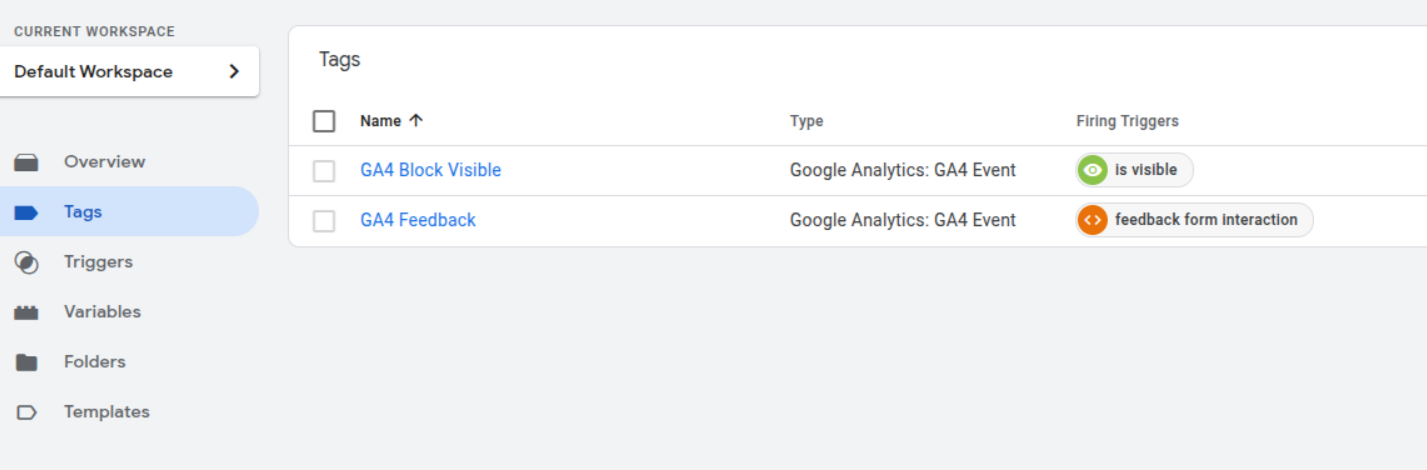 CURRENT WORKSPACE
Default Workspace
Overview
Tags
Triggers
Variables
Folders
Templates
Tags
Name Type Firing Triggers
GA4 Block Visible Google Analytics: GA4 Event is visible
GA4 Feedback Google Analytics: GA4 Event feedback form interaction